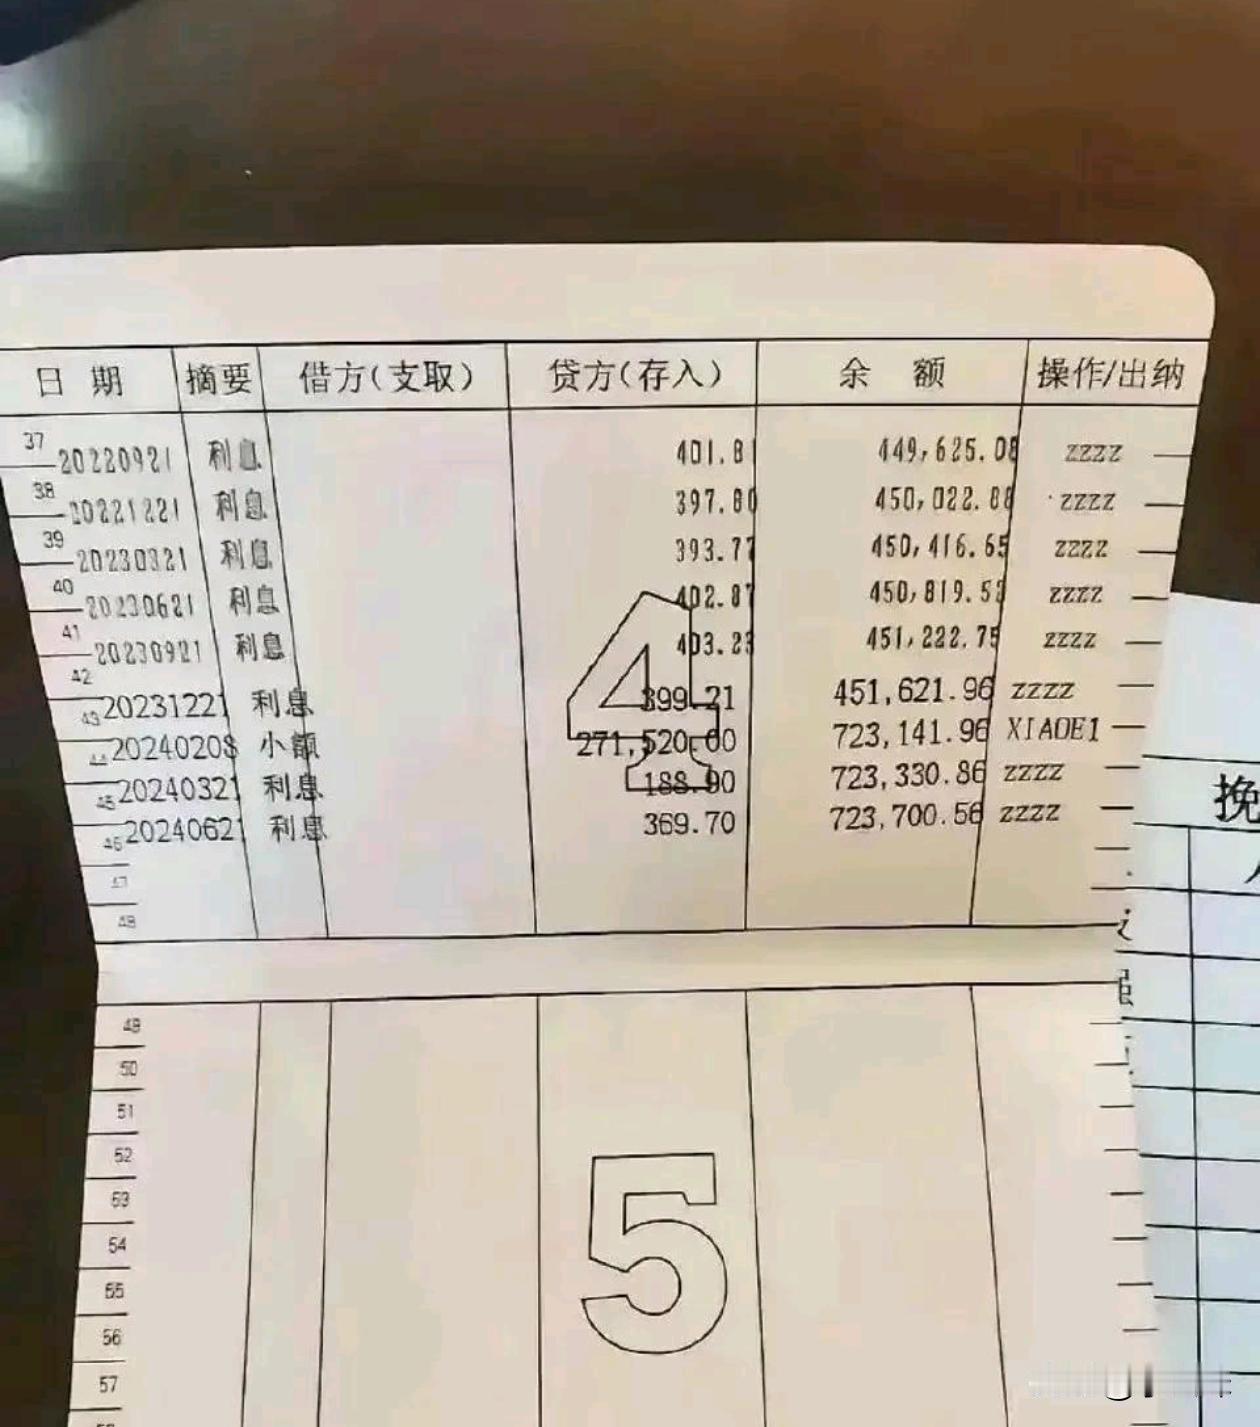 日 期 摘要 借方(支取) 贷方(存入) 余 额 操作/出纳
37 20220921 利息 401.81 449,625.08 ZZZZ
38 20221221 利息 397.80 450,022.88 ZZZZ
39 20230321 利息 393.77 450,416.65 ZZZZ
40 20230621 利息 402.87 450,819.52 ZZZZ
41 20230921 利息 403.23 451,222.75 ZZZZ
42 20231221 利息 399.21 451,621.96 ZZZZ
43 20240208 小额 271,520.00 723,141.96 XIAOE1
44 20240321 利息 188.90 723,330.86 ZZZZ
45 20240621 利息 369.70 723,700.56 ZZZZ
46
47
48
4
49
50
51
52
53
54
55
56
57
5
挽
强